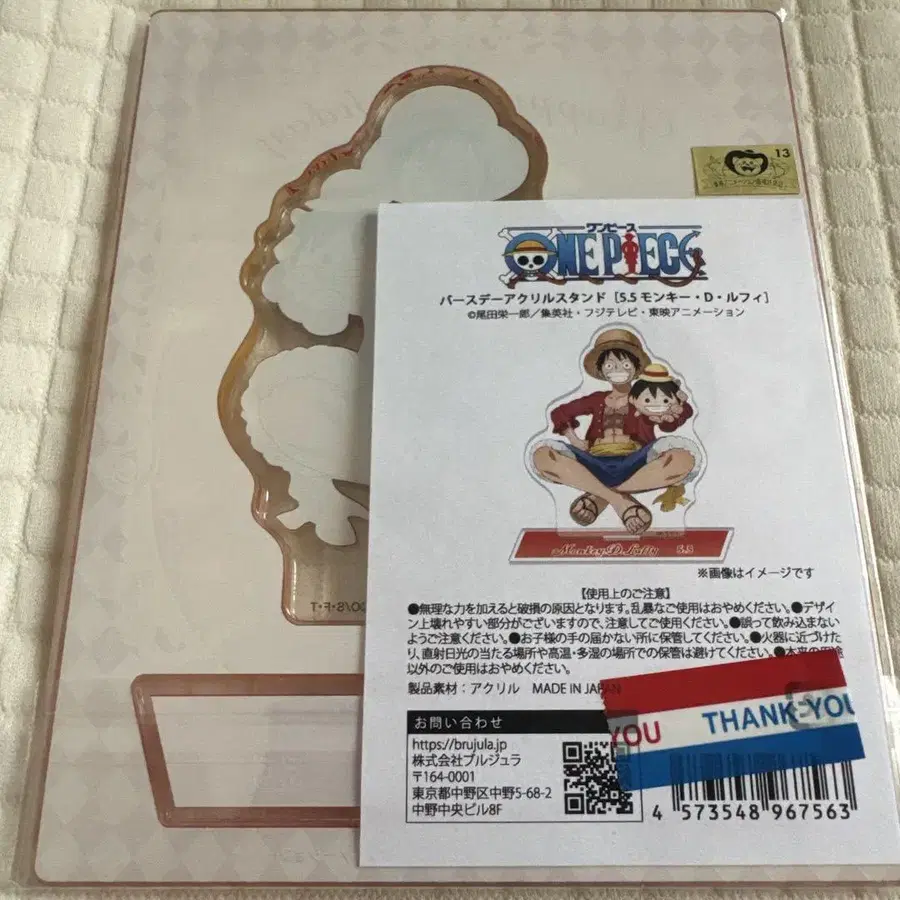 13
ワンピース
ONE PIECE
バースデーアクリルスタンド [5.5 モンキー・D・ルフィ]
©尾田栄一郎/集英社・フジテレビ・東映アニメーション
Monkey.D.Luffy 5.5
※画像はイメージです
【使用上のご注意】
●無理な力を加えると破損の原因となります。乱暴なご使用はおやめください。●デザイ
ン上壊れやすい部分がございますので、注意してご使用ください。●誤って飲み込まない
ようご注意ください。●お子様の手の届かない所に保管してください。●火器に近づけた
り、直射日光の当たる場所や高温・多湿の場所での保管は避けてください。●本来の用途
以外のご使用はおやめください。
製品素材:アクリル MADE IN JAPAN
YOU THANK YOU
お問い合わせ
https://brujula.jp
株式会社ブルジュラ
〒164-0001
東京都中野区中野5-68-2
中野中央ビル8F
4 573548 967563